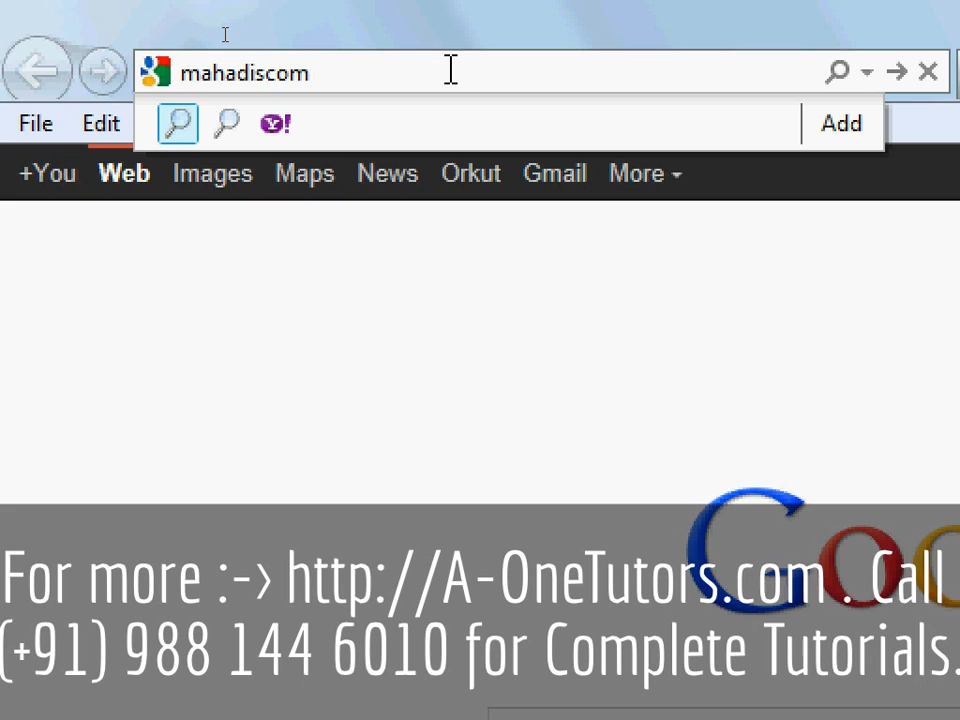 mahadiscom
File Edit Y! Add
+You Web Images Maps News Orkut Gmail More
Goo
For more :-> http://A-OneTutors.com . Call
(+91) 988 144 6010 for Complete Tutorials.